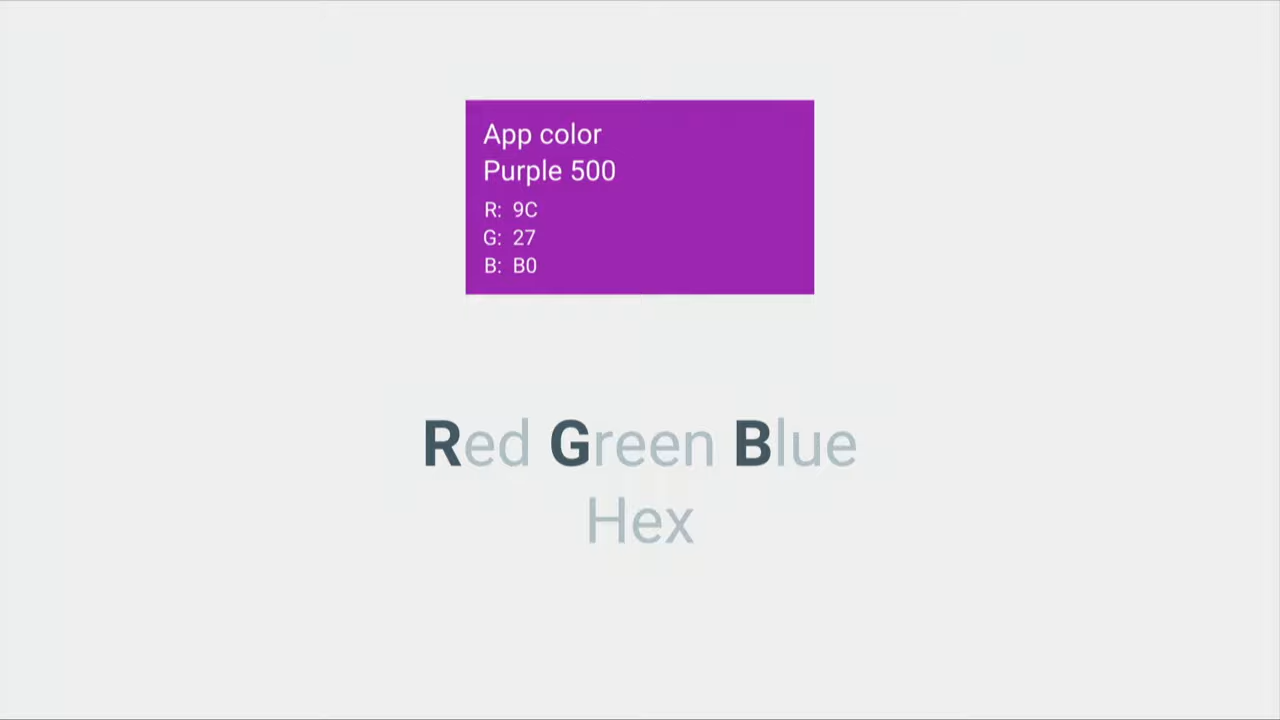 App color
Purple 500
R: 9C
G: 27
B: B0
Red Green Blue
Hex